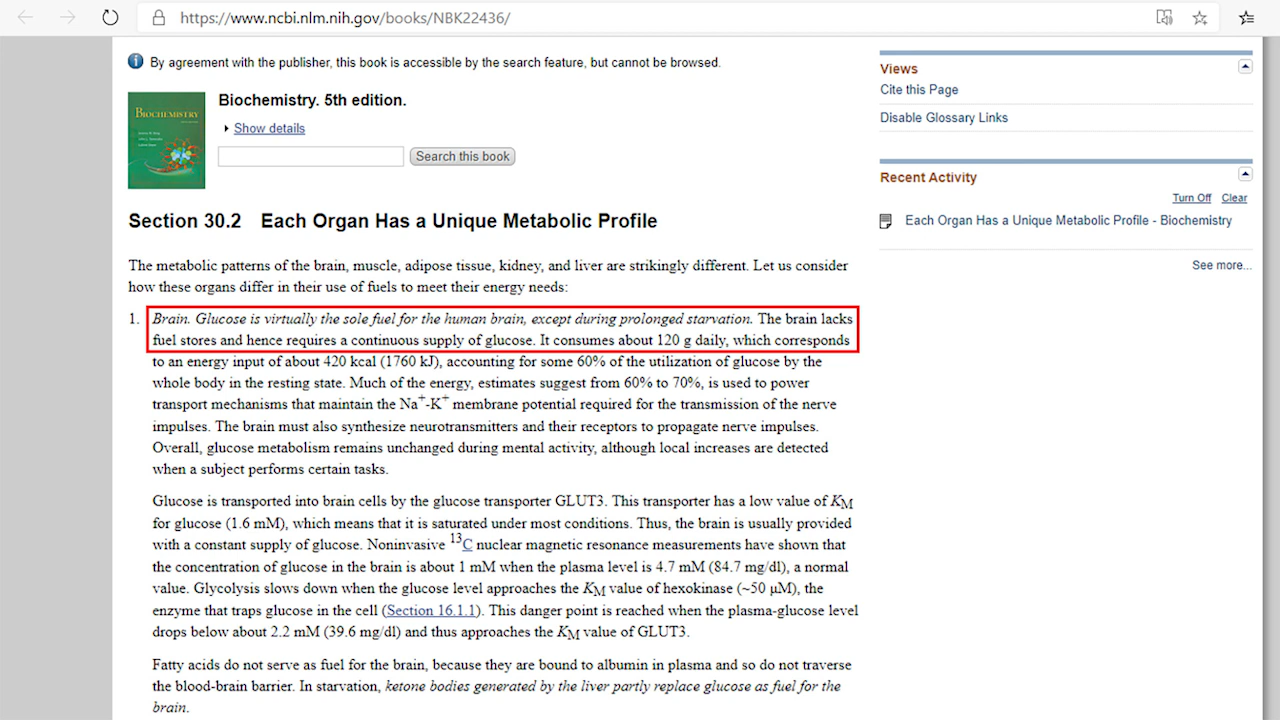 https://www.ncbi.nlm.nih.gov/books/NBK22436/
By agreement with the publisher, this book is accessible by the search feature, but cannot be browsed.
BIOCHEMISTRY
Biochemistry. 5th edition.
Show details
Search this book
Section 30.2 Each Organ Has a Unique Metabolic Profile
The metabolic patterns of the brain, muscle, adipose tissue, kidney, and liver are strikingly different. Let us consider
how these organs differ in their use of fuels to meet their energy needs:
1. Brain. Glucose is virtually the sole fuel for the human brain, except during prolonged starvation. The brain lacks
fuel stores and hence requires a continuous supply of glucose. It consumes about 120 g daily, which corresponds
to an energy input of about 420 kcal (1760 kJ), accounting for some 60% of the utilization of glucose by the
whole body in the resting state. Much of the energy, estimates suggest from 60% to 70%, is used to power
transport mechanisms that maintain the Na+-K+ membrane potential required for the transmission of the nerve
impulses. The brain must also synthesize neurotransmitters and their receptors to propagate nerve impulses.
Overall, glucose metabolism remains unchanged during mental activity, although local increases are detected
when a subject performs certain tasks.
Glucose is transported into brain cells by the glucose transporter GLUT3. This transporter has a low value of KM
for glucose (1.6 mM), which means that it is saturated under most conditions. Thus, the brain is usually provided
with a constant supply of glucose. Noninvasive 13C nuclear magnetic resonance measurements have shown that
the concentration of glucose in the brain is about 1 mM when the plasma level is 4.7 mM (84.7 mg/dl), a normal
value. Glycolysis slows down when the glucose level approaches the KM value of hexokinase (~50 μM), the
enzyme that traps glucose in the cell (Section 16.1.1). This danger point is reached when the plasma-glucose level
drops below about 2.2 mM (39.6 mg/dl) and thus approaches the KM value of GLUT3.
Fatty acids do not serve as fuel for the brain, because they are bound to albumin in plasma and so do not traverse
the blood-brain barrier. In starvation, ketone bodies generated by the liver partly replace glucose as fuel for the
brain.
Views
Cite this Page
Disable Glossary Links
Recent Activity
Turn Off Clear
Each Organ Has a Unique Metabolic Profile - Biochemistry
See more...